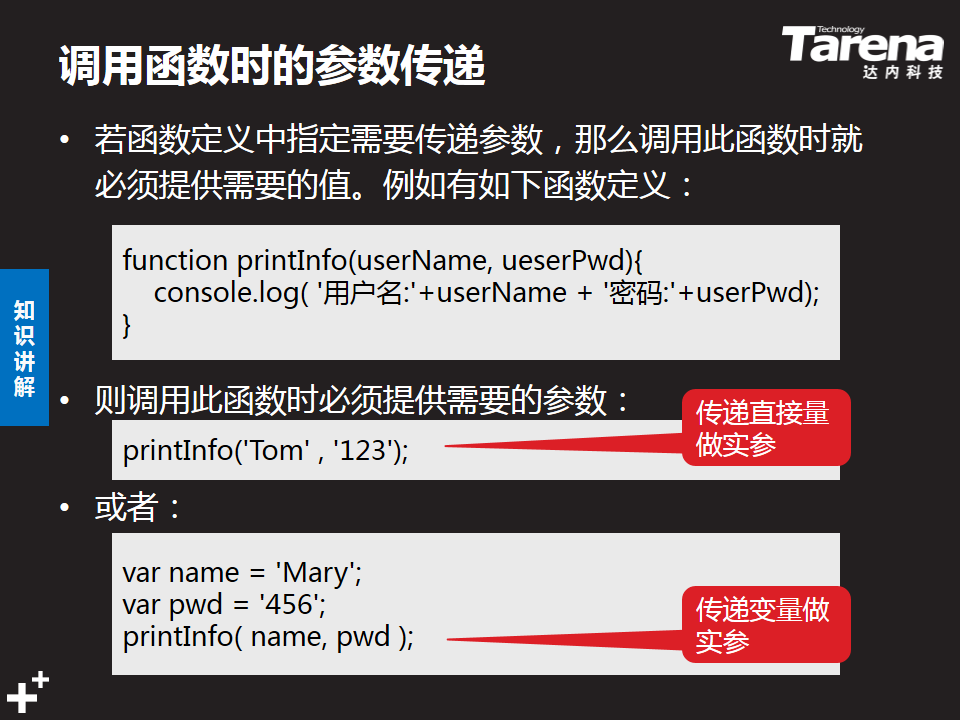 调用函数时的参数传递
Technology
Tarena
达内科技
• 若函数定义中指定需要传递参数，那么调用此函数时就
必须提供需要的值。例如有如下函数定义：
function printInfo(userName, ueserPwd){
console.log( '用户名:'+userName + '密码:'+userPwd);
}
知识讲解
• 则调用此函数时必须提供需要的参数：
printInfo('Tom' , '123');
传递直接量
做实参
• 或者：
var name = 'Mary';
var pwd = '456';
printInfo( name, pwd );
传递变量做
实参